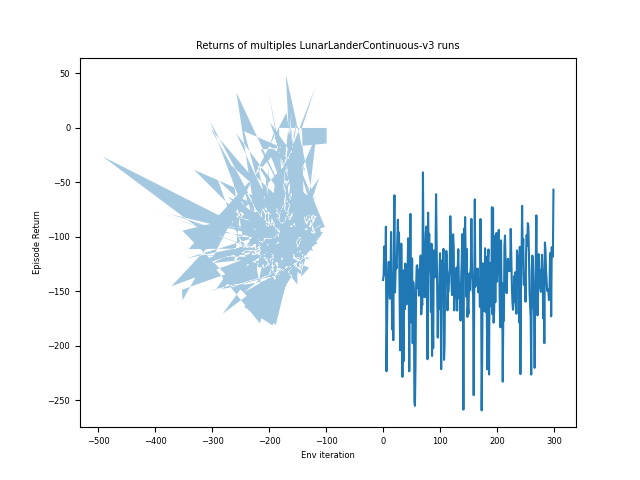 Returns of multiples LunarLanderContinuous-v3 runs
50
0
−50
−100
−150
−200
−250
Episode Return
−500 −400 −300 −200 −100 0 100 200 300
Env iteration